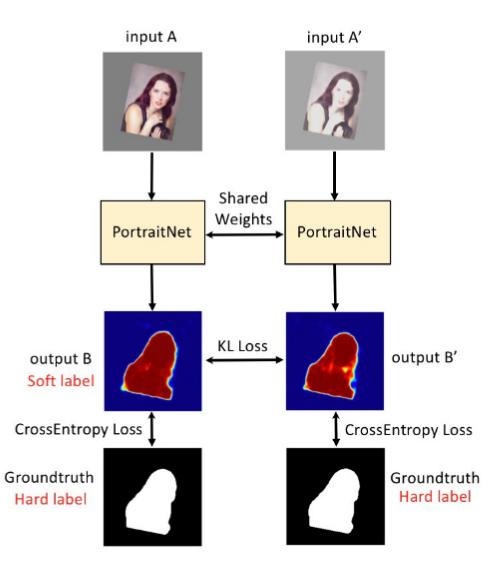 input A
input A’
Shared
Weights
PortraitNet
PortraitNet
KL Loss
output B
Soft label
output B’
CrossEntropy Loss
CrossEntropy Loss
Groundtruth
Hard label
Groundtruth
Hard label